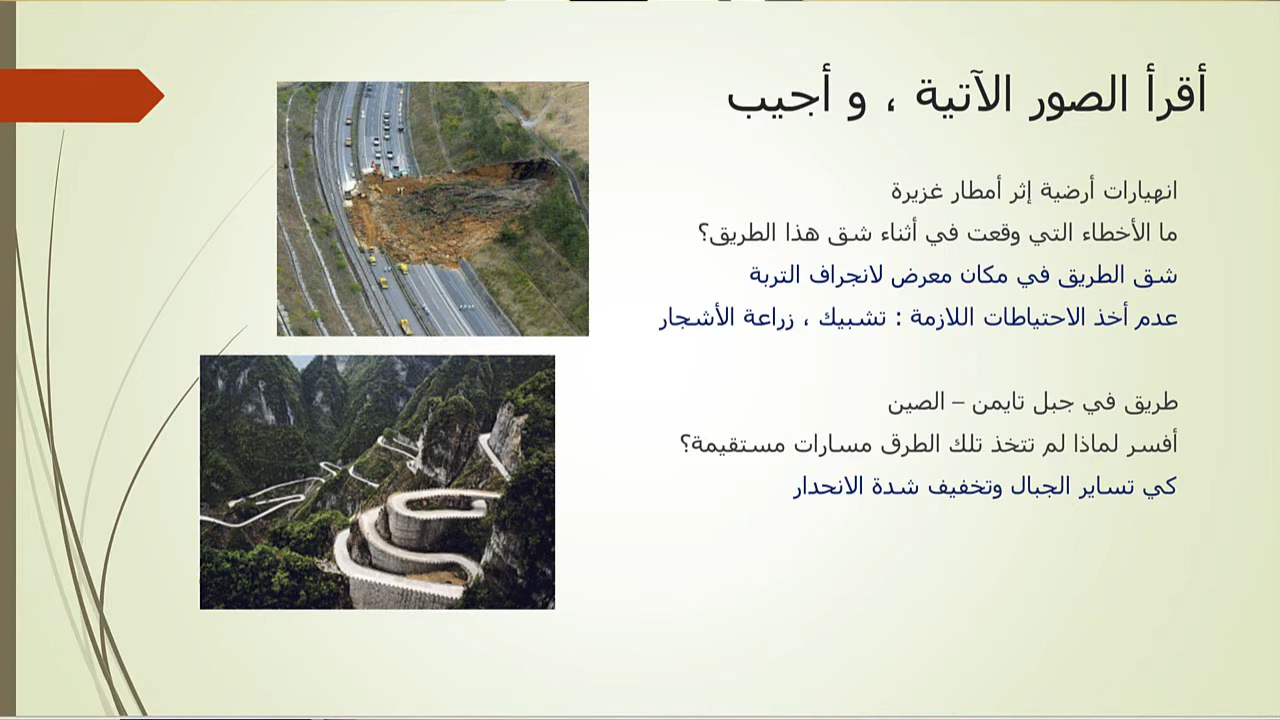 أقرأ الصور الآتية ، و أجيب
انهيارات أرضية إثر أمطار غزيرة
ما الأخطاء التي وقعت في أثناء شق هذا الطريق؟
شق الطريق في مكان معرض لانجراف التربة
عدم أخذ الاحتياطات اللازمة : تشبيك ، زراعة الأشجار
طريق في جبل تايمن – الصين
أفسر لماذا لم تتخذ تلك الطرق مسارات مستقيمة؟
كي تساير الجبال وتخفيف شدة الانحدار